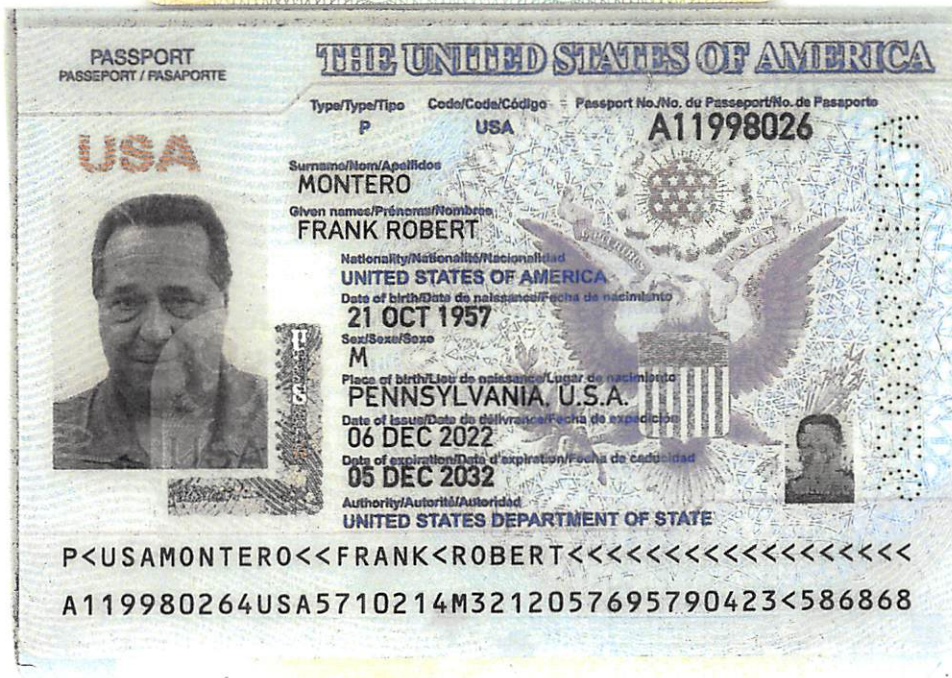 PASSPORT
PASSEPORT / PASAPORTE
THE UNITED STATES OF AMERICA
Type/Type/Tipo Code/Code/Código Passport No./No. du Passeport/No. de Pasaporte
P USA A11998026
USA
Surname/Nom/Apellidos
MONTERO
Given names/Prénoms/Nombres
FRANK ROBERT
Nationality/Nationalité/Nacionalidad
UNITED STATES OF AMERICA
Date of birth/Date de naissance/Fecha de nacimiento
21 OCT 1957
Sex/Sexe/Sexo
M
Place of birth/Lieu de naissance/Lugar de nacimiento
PENNSYLVANIA, U.S.A.
Date of issue/Date de délivrance/Fecha de expedición
06 DEC 2022
Date of expiration/Date d'expiration/Fecha de caducidad
05 DEC 2032
Authority/Autorité/Autoridad
UNITED STATES DEPARTMENT OF STATE
USA
P<USAMONTERO<<FRANK<ROBERT<<<<<<<<<<<<<<<<<<
A119980264USA5710214M3212057695790423<586868